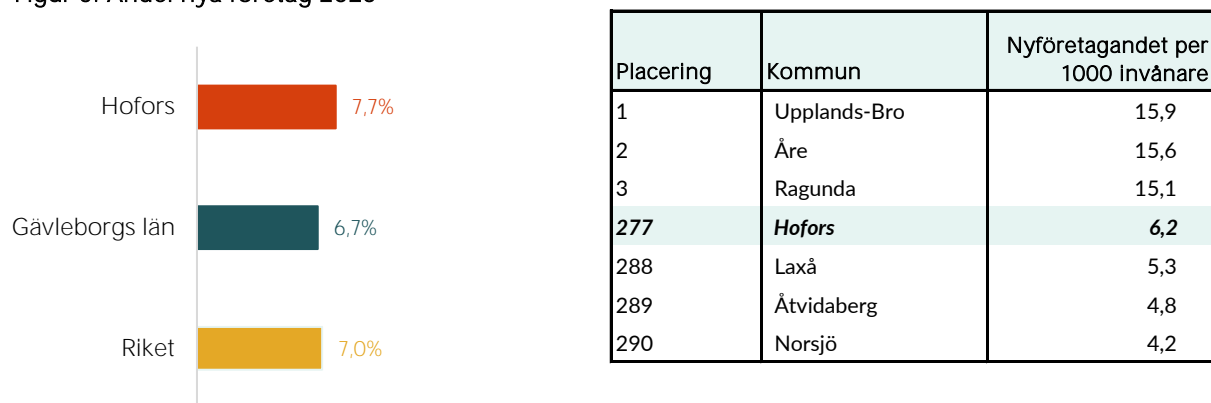 Hofors 7,7%
Gävleborgs län 6,7%
Riket 7,0%
Placering Kommun Nyföretagandet per 1000 invånare
1 Upplands-Bro 15,9
2 Åre 15,6
3 Ragunda 15,1
277 Hofors 6,2
288 Laxå 5,3
289 Åtvidaberg 4,8
290 Norsjö 4,2